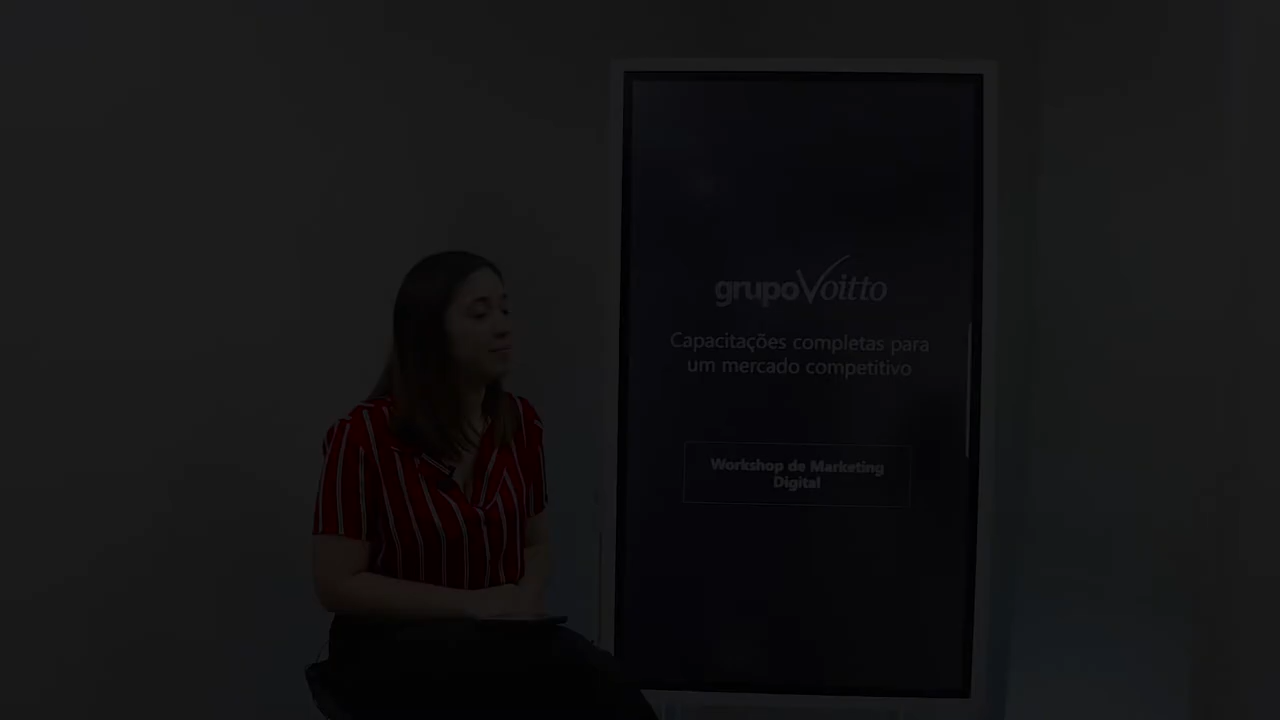 grupoVoitto
Capacitações completas para
um mercado competitivo
Workshop de Marketing
Digital